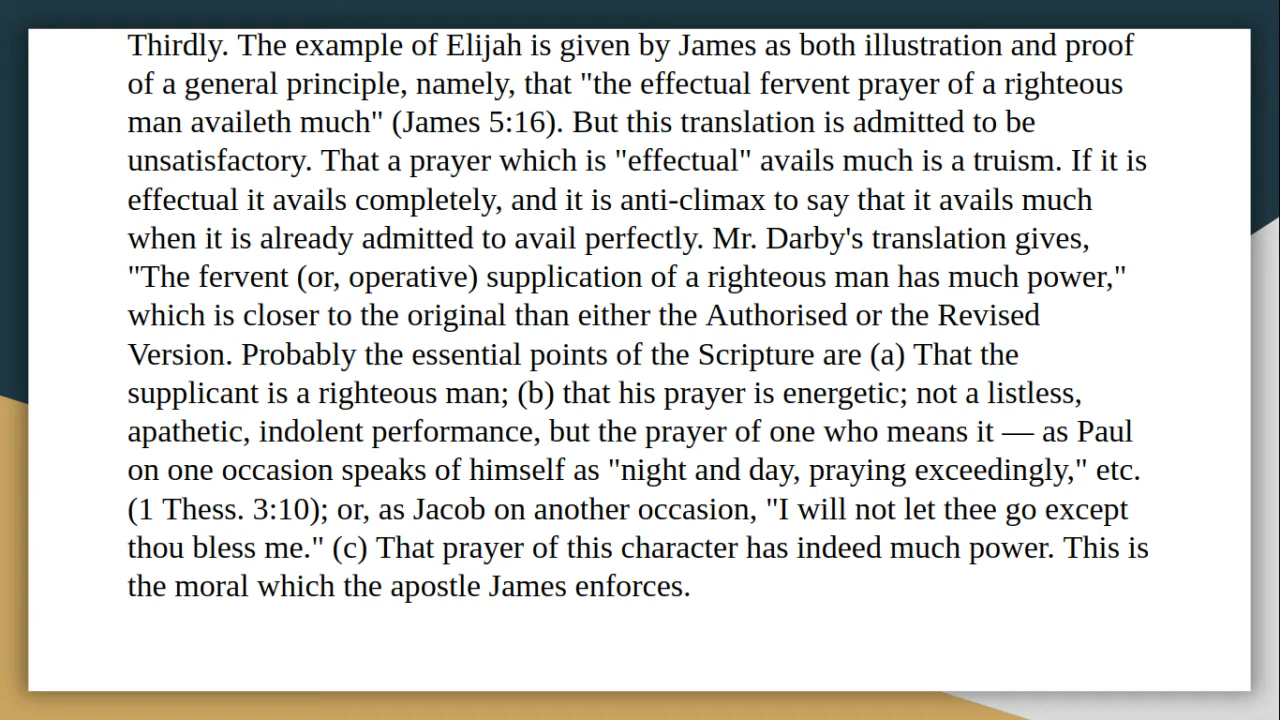 Thirdly. The example of Elijah is given by James as both illustration and proof
of a general principle, namely, that "the effectual fervent prayer of a righteous
man availeth much" (James 5:16). But this translation is admitted to be
unsatisfactory. That a prayer which is "effectual" avails much is a truism. If it is
effectual it avails completely, and it is anti-climax to say that it avails much
when it is already admitted to avail perfectly. Mr. Darby's translation gives,
"The fervent (or, operative) supplication of a righteous man has much power,"
which is closer to the original than either the Authorised or the Revised
Version. Probably the essential points of the Scripture are (a) That the
supplicant is a righteous man; (b) that his prayer is energetic; not a listless,
apathetic, indolent performance, but the prayer of one who means it — as Paul
on one occasion speaks of himself as "night and day, praying exceedingly," etc.
(1 Thess. 3:10); or, as Jacob on another occasion, "I will not let thee go except
thou bless me." (c) That prayer of this character has indeed much power. This is
the moral which the apostle James enforces.